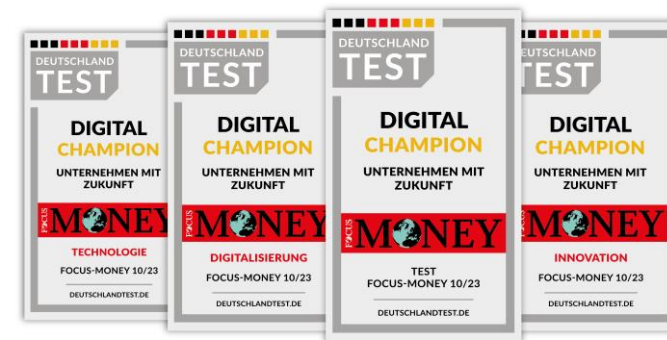 DEUTSCHLAND
TEST
DIGITAL
CHAMPION
UNTERNEHMEN MIT
ZUKUNFT
FOCUS
MONEY
TECHNOLOGIE
FOCUS-MONEY 10/23
DEUTSCHLANDTEST.DE
DEUTSCHLAND
TEST
DIGITAL
CHAMPION
UNTERNEHMEN MIT
ZUKUNFT
FOCUS
MONEY
DIGITALISIERUNG
FOCUS-MONEY 10/23
DEUTSCHLANDTEST.DE
DEUTSCHLAND
TEST
DIGITAL
CHAMPION
UNTERNEHMEN MIT
ZUKUNFT
FOCUS
MONEY
TEST
FOCUS-MONEY 10/23
DEUTSCHLANDTEST.DE
EUTSCHLAND
TEST
DIGITAL
CHAMPION
UNTERNEHMEN MIT
ZUKUNFT
MONEY
INNOVATION
FOCUS-MONEY 10/23
DEUTSCHLANDTEST.DE